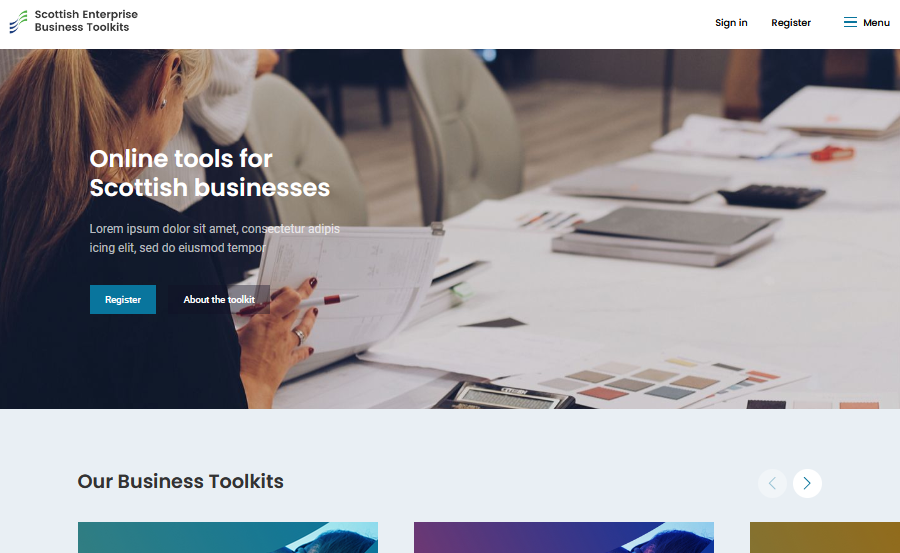 Scottish Enterprise
Business Toolkits
Sign in
Register
Menu
Online tools for
Scottish businesses
Lorem ipsum dolor sit amet, consectetur adipis
icing elit, sed do eiusmod tempor
Register
About the toolkit
Our Business Toolkits